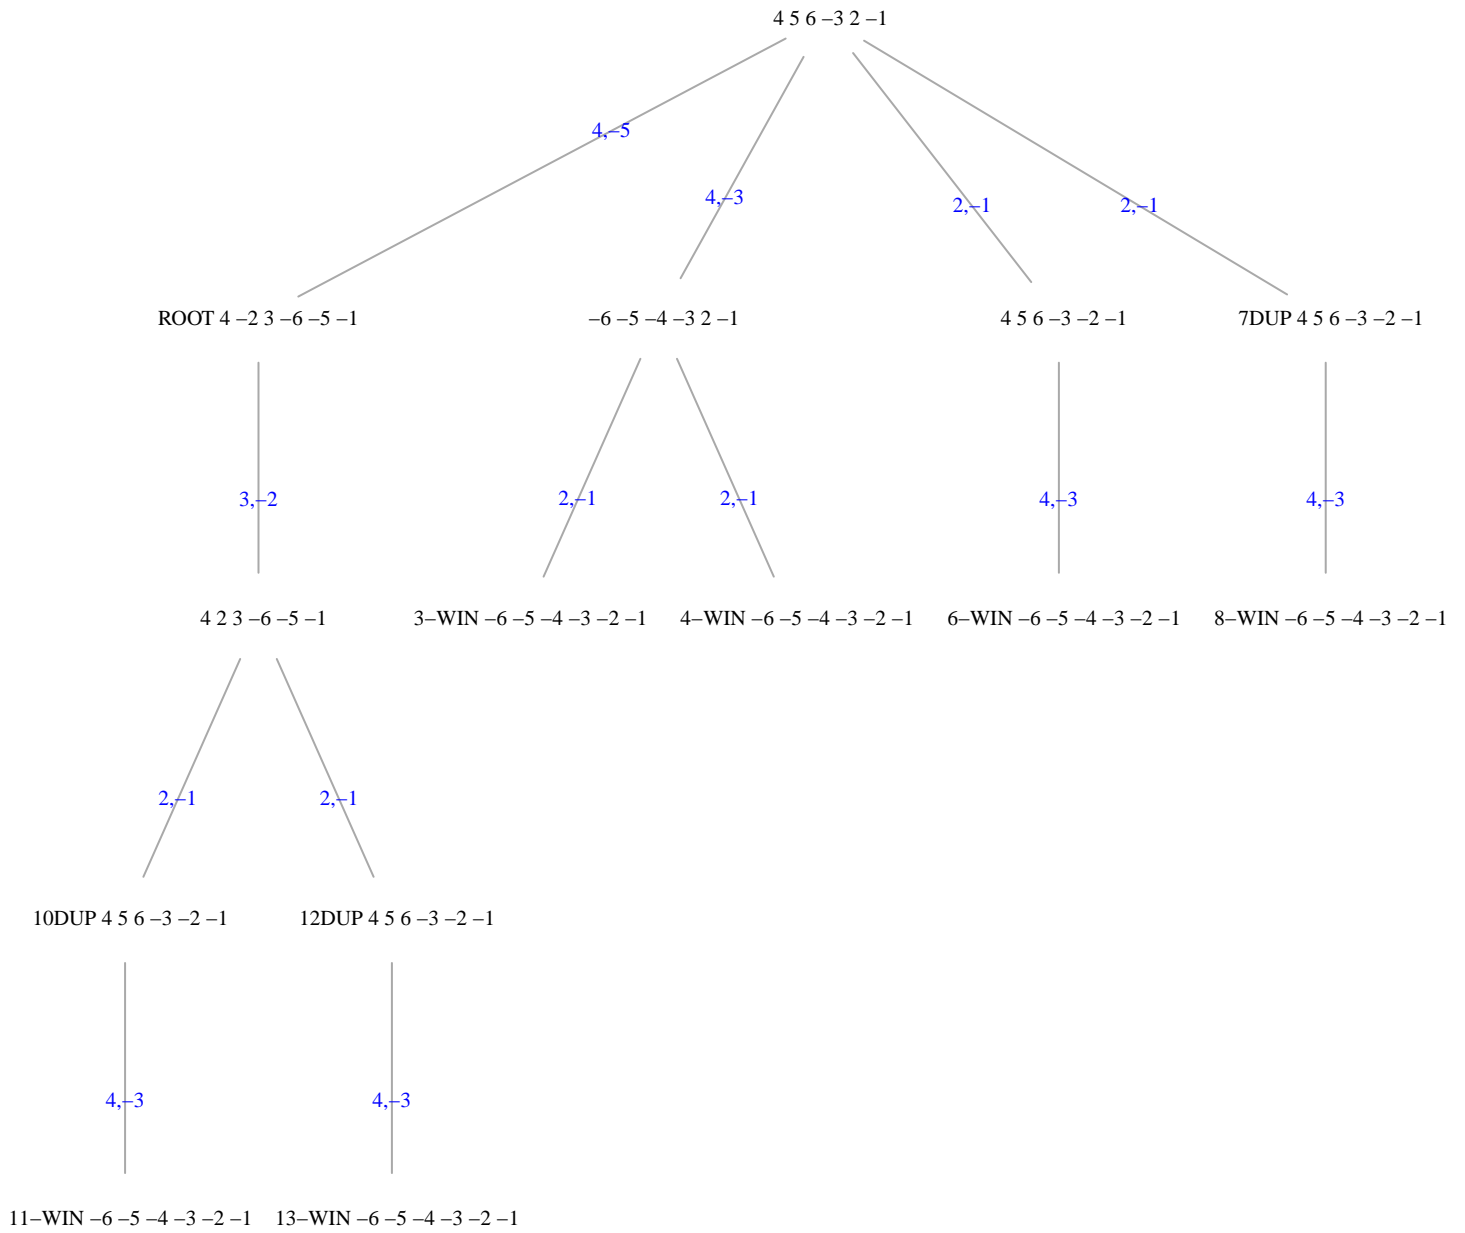 4 5 6 –3 2 –1
4,–5
4,–3
2,–1
2,–1
ROOT 4 –2 3 –6 –5 –1
–6 –5 –4 –3 2 –1
4 5 6 –3 –2 –1
7DUP 4 5 6 –3 –2 –1
3,–2
2,–1
2,–1
4,–3
4,–3
4 2 3 –6 –5 –1
3–WIN –6 –5 –4 –3 –2 –1
4–WIN –6 –5 –4 –3 –2 –1
6–WIN –6 –5 –4 –3 –2 –1
8–WIN –6 –5 –4 –3 –2 –1
2,–1
2,–1
10DUP 4 5 6 –3 –2 –1
12DUP 4 5 6 –3 –2 –1
4,–3
4,–3
11–WIN –6 –5 –4 –3 –2 –1
13–WIN –6 –5 –4 –3 –2 –1